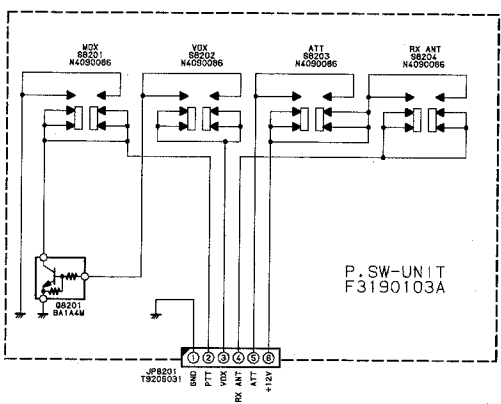 MOX
S8201
N4090086
VOX
S8202
N4090086
ATT
S8203
N4090086
RX ANT
S8204
N4090086
Q8201
BA1A4M
P.SW-UNIT
F3190103A
JP8201
T9206031
1 2 3 4 5 6
GND
PTT
VOX
RX ANT
ATT
+12V